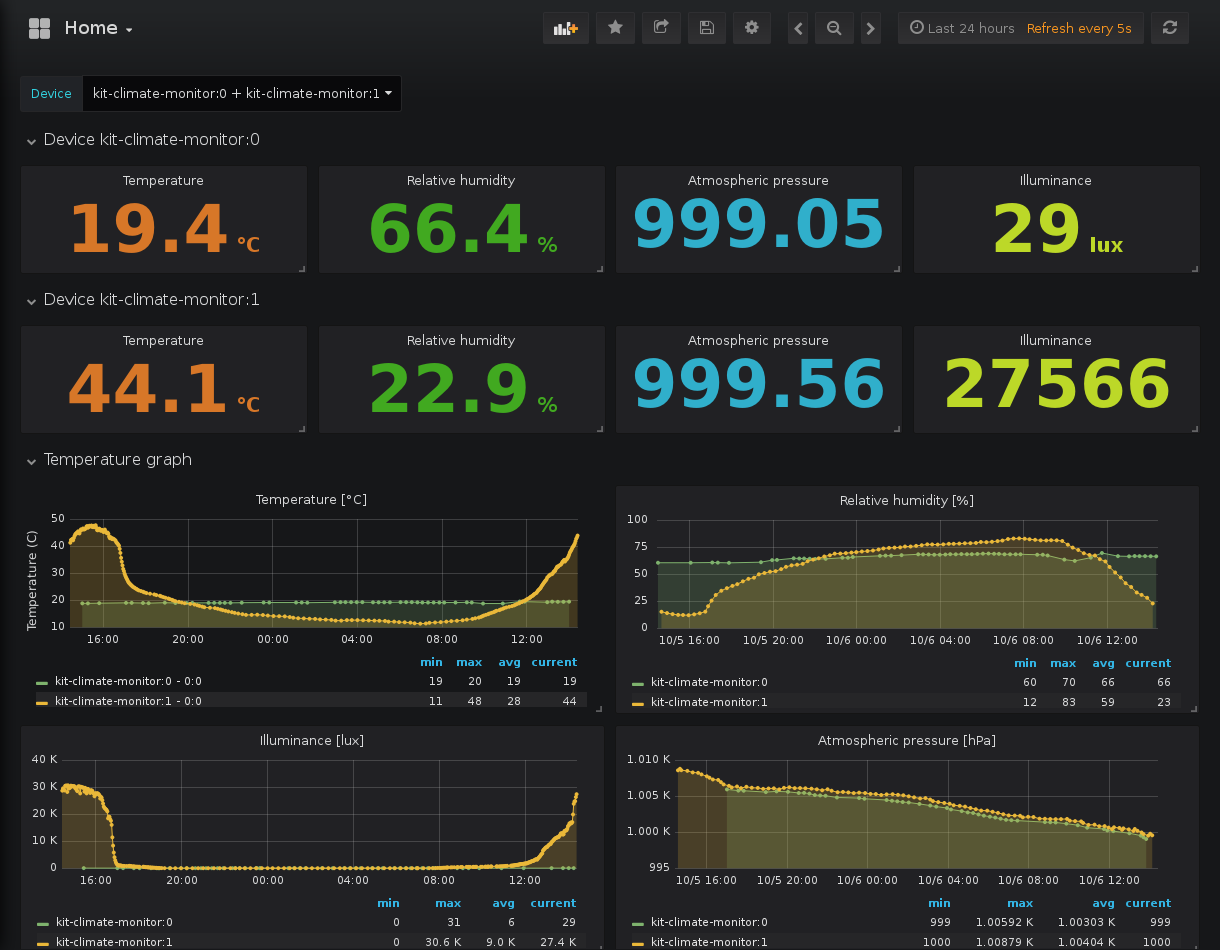 Home
Last 24 hours Refresh every 5s
Device kit-climate-monitor:0 + kit-climate-monitor:1
Device kit-climate-monitor:0
Temperature Relative humidity Atmospheric pressure Illuminance
19.4 °C 66.4 % 999.05 29 lux
Device kit-climate-monitor:1
Temperature Relative humidity Atmospheric pressure Illuminance
44.1 °C 22.9 % 999.56 27566
Temperature graph
Temperature [°C]
Temperature (C)
50
40
30
20
10
16:00 20:00 00:00 04:00 08:00 12:00
min max avg current
kit-climate-monitor:0 - 0:0 19 20 19 19
kit-climate-monitor:1 - 0:0 11 48 28 44
Relative humidity [%]
100
75
50
25
0
10/5 16:00 10/5 20:00 10/6 00:00 10/6 04:00 10/6 08:00 10/6 12:00
min max avg current
kit-climate-monitor:0 60 70 66 66
kit-climate-monitor:1 12 83 59 23
Illuminance [lux]
40 K
30 K
20 K
10 K
0
16:00 20:00 00:00 04:00 08:00 12:00
min max avg current
kit-climate-monitor:0 0 31 6 29
kit-climate-monitor:1 0 30.6 K 9.0 K 27.4 K
Atmospheric pressure [hPa]
1.010 K
1.005 K
1.000 K
995
10/5 16:00 10/5 20:00 10/6 00:00 10/6 04:00 10/6 08:00 10/6 12:00
min max avg current
kit-climate-monitor:0 999 1.00592 K 1.00303 K 999
kit-climate-monitor:1 1000 1.00879 K 1.00404 K 1000